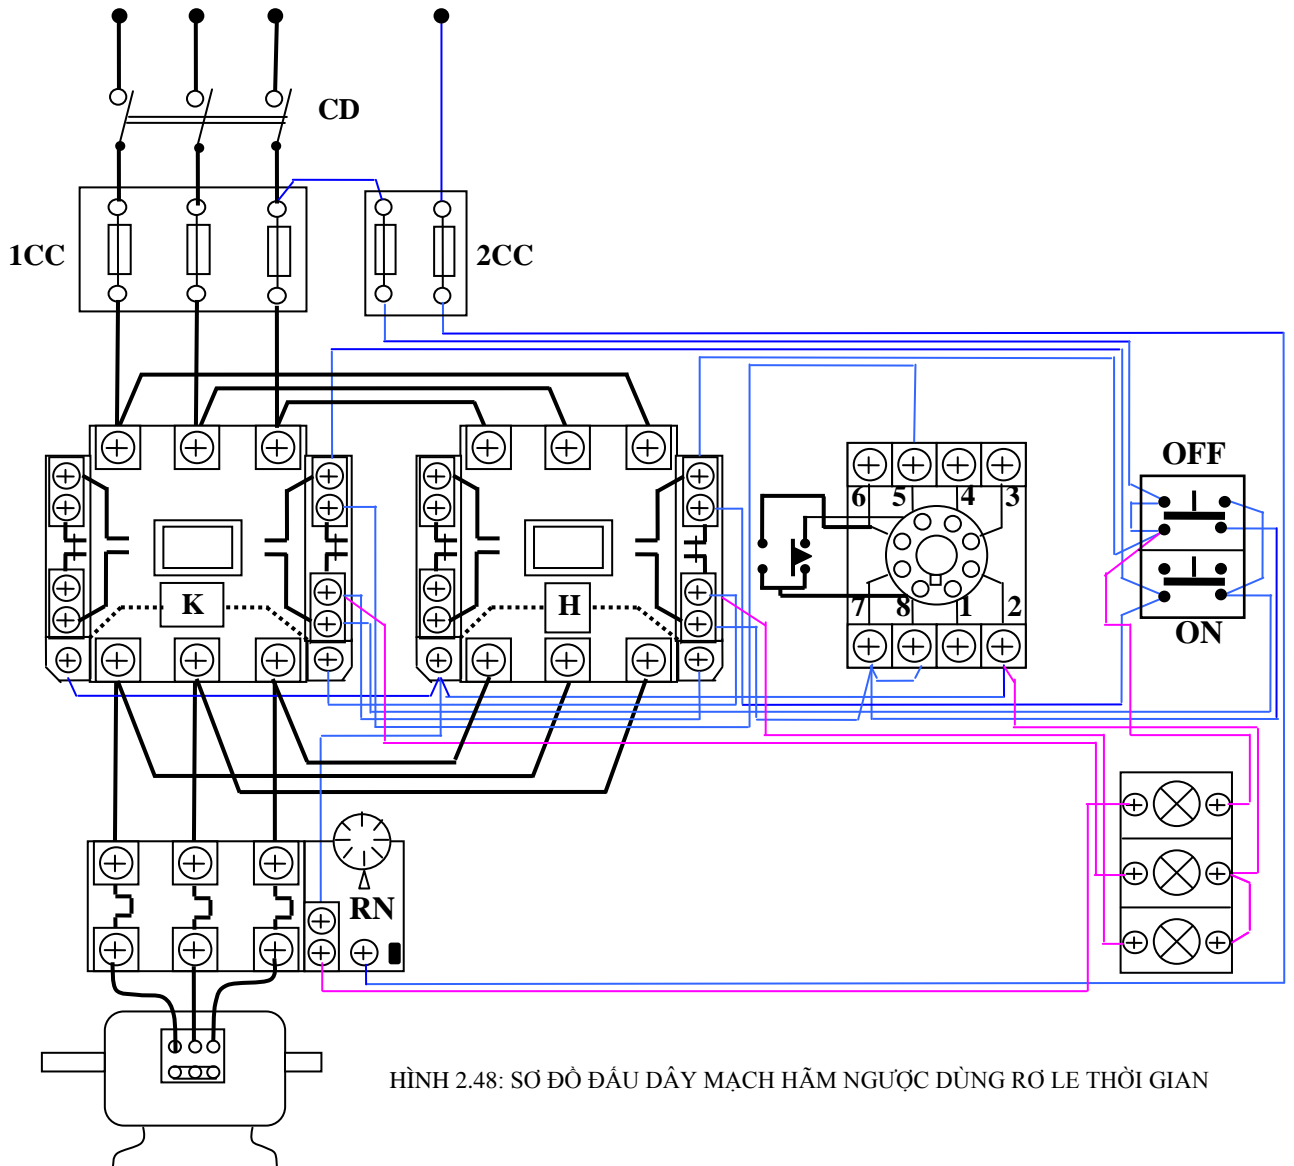 CD
1CC
2CC
OFF
6 5 4 3
K
H
7 8 1 2
ON
RN
HÌNH 2.48: SƠ ĐỒ ĐẤU DÂY MẠCH HÃM NGƯỢC DÙNG RƠ LE THỜI GIAN